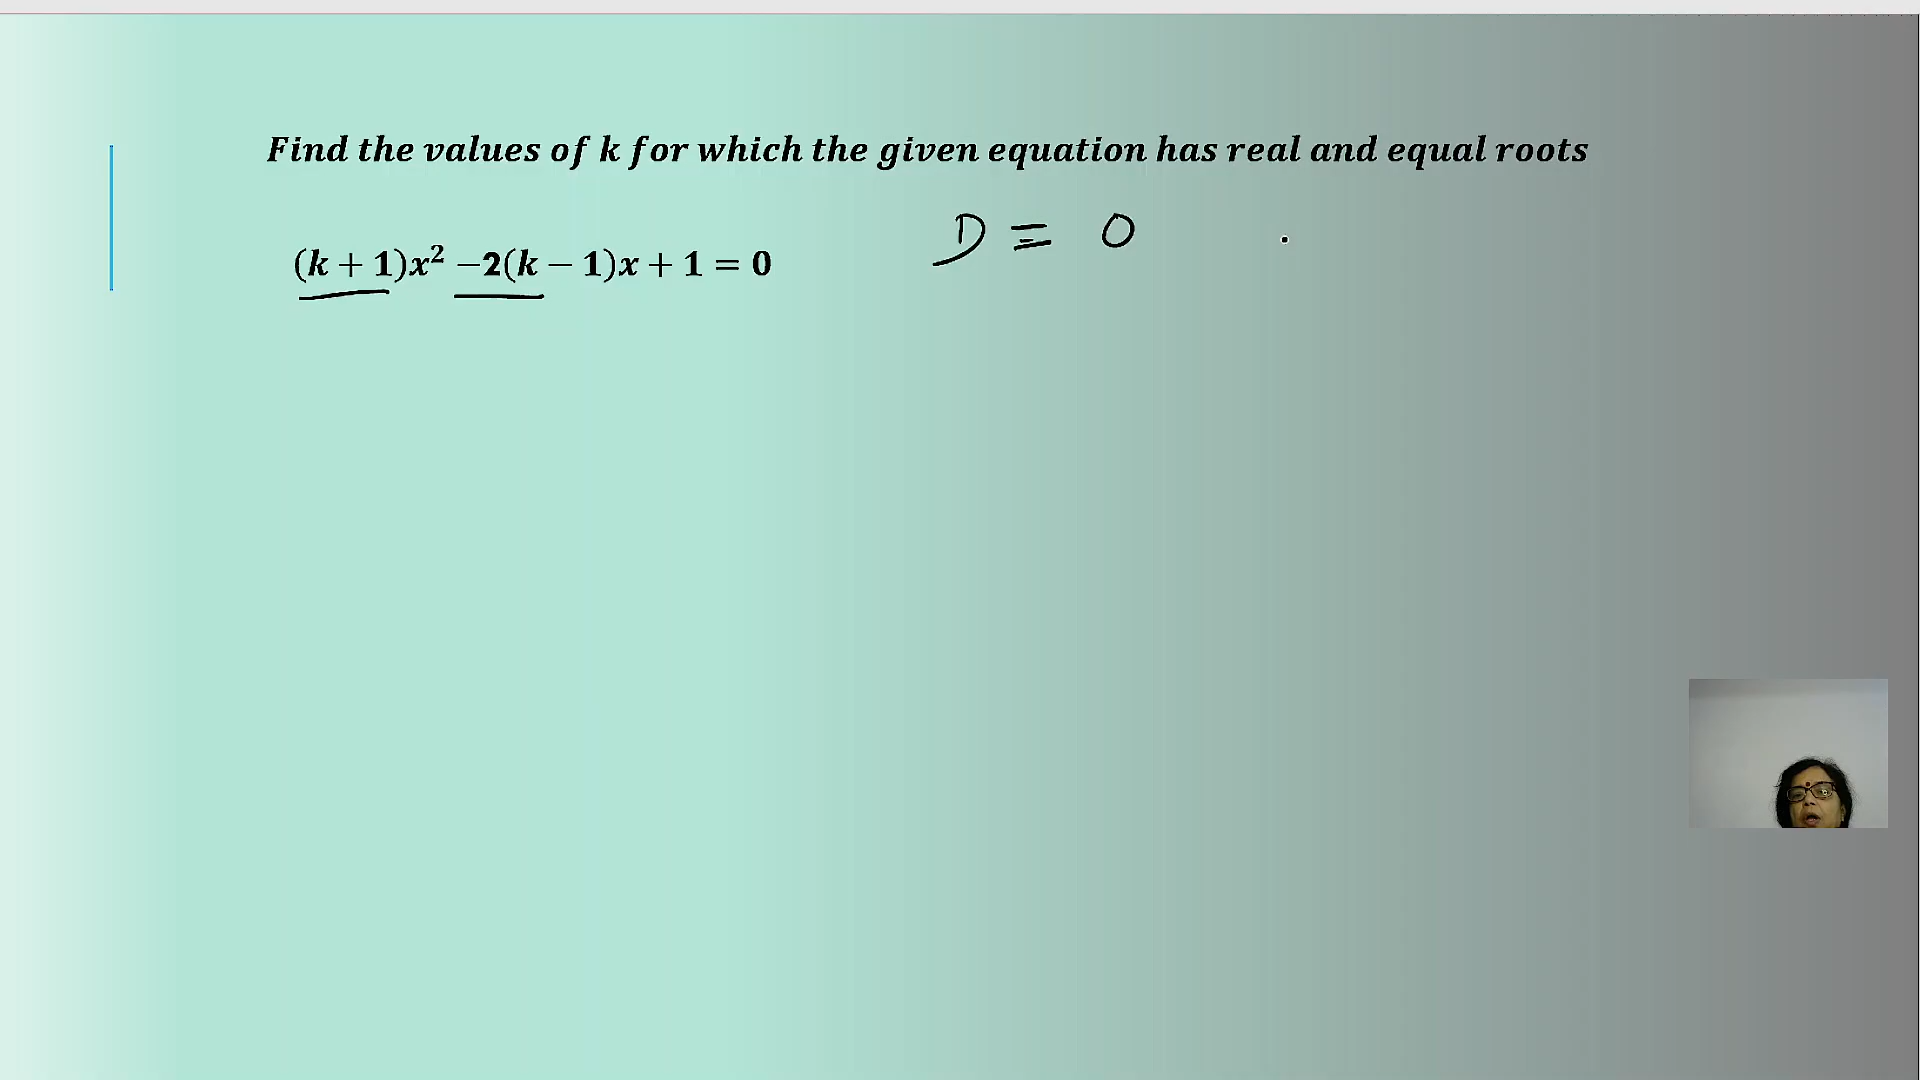 Find the values of k for which the given equation has real and equal roots
D = 0
(k + 1)x² −2(k − 1)x + 1 = 0